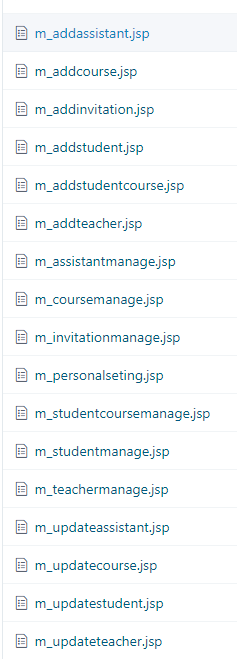 m_addassistant.jsp
m_addcourse.jsp
m_addinvitation.jsp
m_addstudent.jsp
m_addstudentcourse.jsp
m_addteacher.jsp
m_assistantmanage.jsp
m_coursemanage.jsp
m_invitationmanage.jsp
m_personalseting.jsp
m_studentcoursemanage.jsp
m_studentmanage.jsp
m_teachermanage.jsp
m_updateassistant.jsp
m_updatecourse.jsp
m_updatestudent.jsp
m_updateteacher.jsp